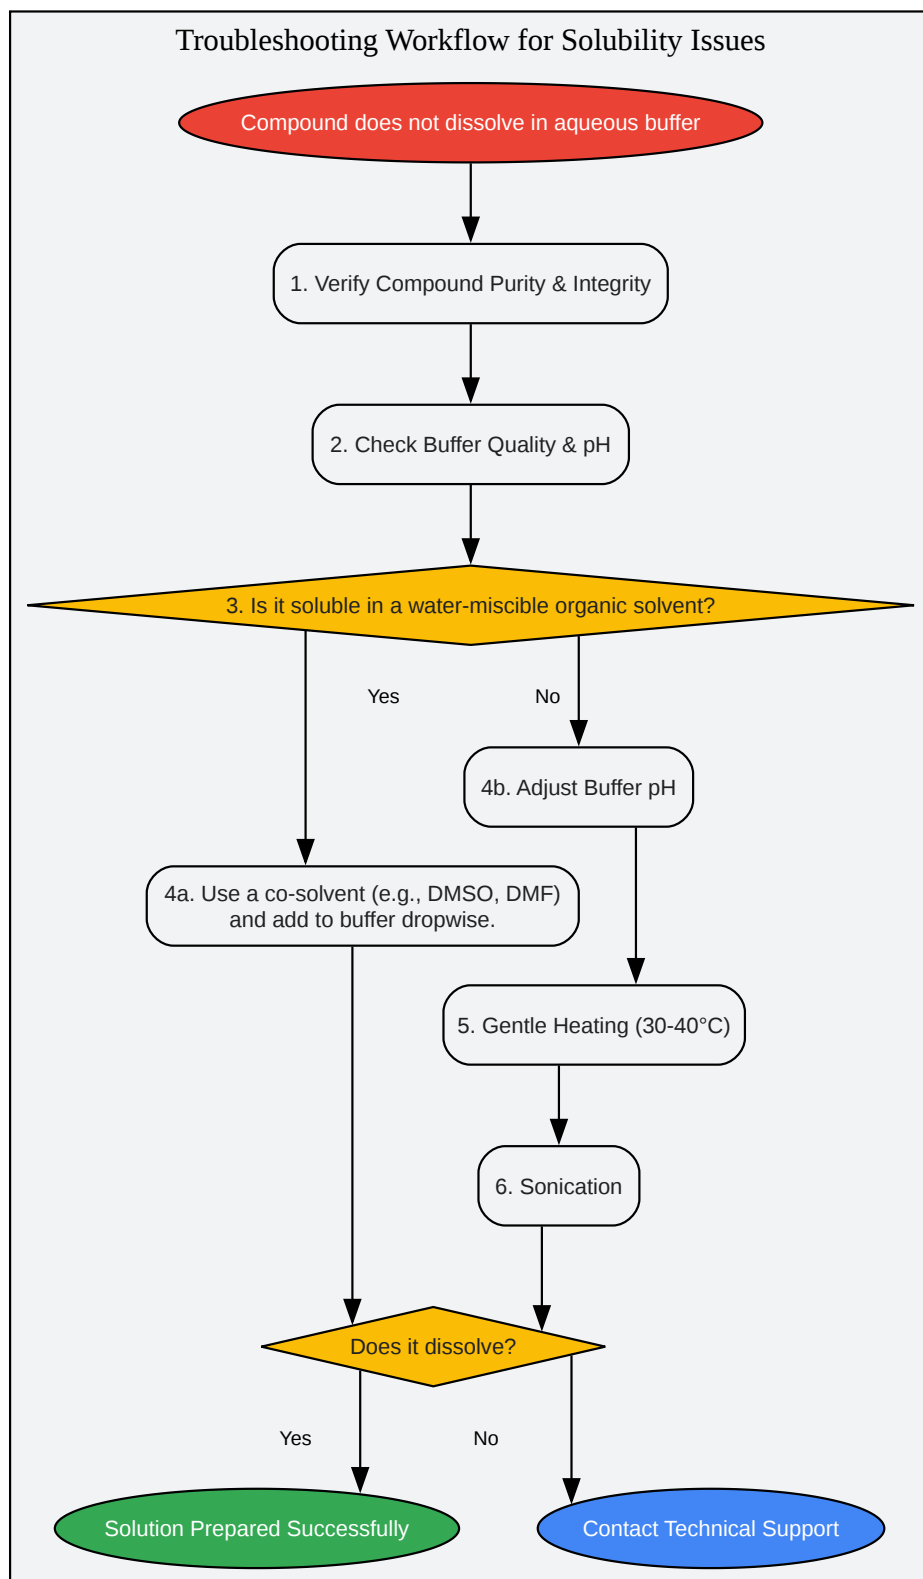 Troubleshooting Workflow for Solubility Issues
Compound does not dissolve in aqueous buffer
1. Verify Compound Purity & Integrity
2. Check Buffer Quality & pH
3. Is it soluble in a water-miscible organic solvent?
Yes
No
4b. Adjust Buffer pH
4a. Use a co-solvent (e.g., DMSO, DMF)
and add to buffer dropwise.
5. Gentle Heating (30-40°C)
6. Sonication
Does it dissolve?
Yes
No
Solution Prepared Successfully
Contact Technical Support